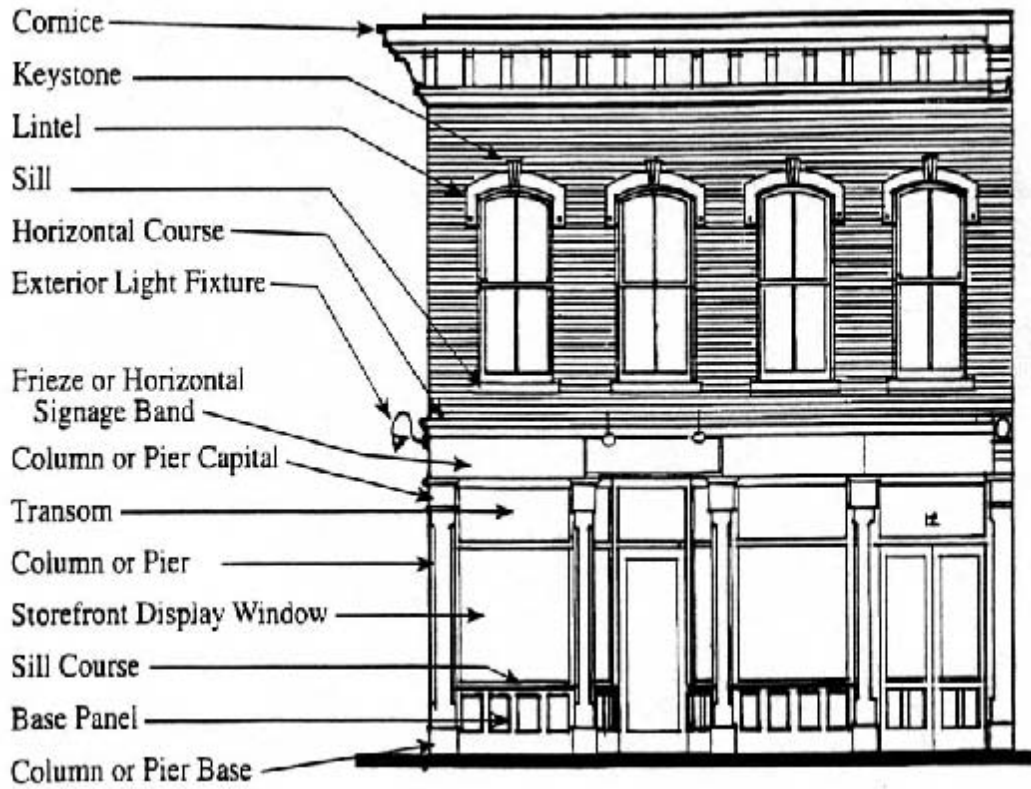 Cornice
Keystone
Lintel
Sill
Horizontal Course
Exterior Light Fixture
Frieze or Horizontal
Signage Band
Column or Pier Capital
Transom
Column or Pier
Storefront Display Window
Sill Course
Base Panel
Column or Pier Base